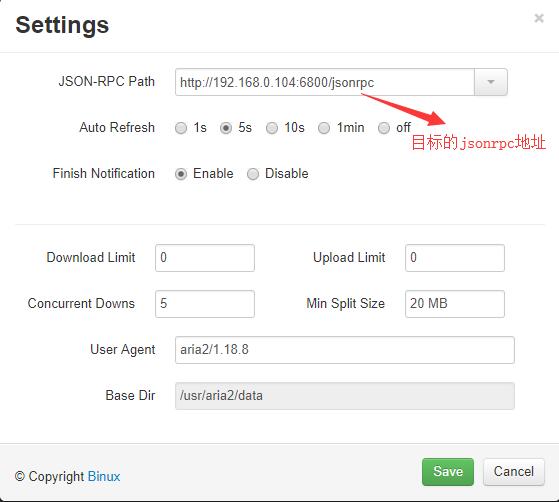 Settings
×
JSON-RPC Path http://192.168.0.104:6800/jsonrpc
Auto Refresh 1s 5s 10s 1min off
目标的jsonrpc地址
Finish Notification Enable Disable
Download Limit 0 Upload Limit 0
Concurrent Downs 5 Min Split Size 20 MB
User Agent aria2/1.18.8
Base Dir /usr/aria2/data
© Copyright Binux Save Cancel